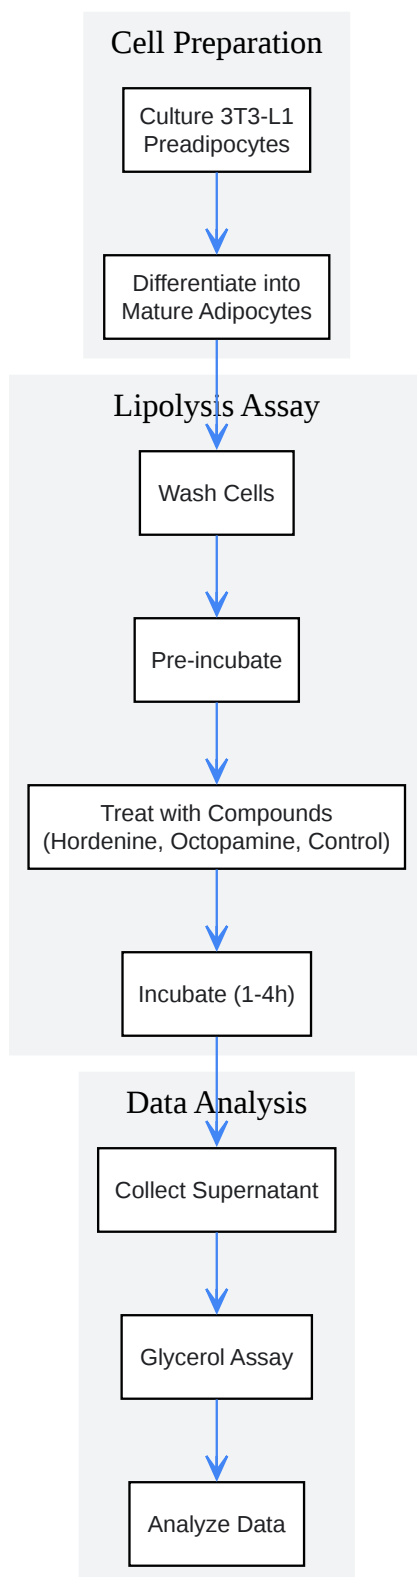 Cell Preparation
Culture 3T3-L1
Preadipocytes
Differentiate into
Mature Adipocytes
Lipolysis Assay
Wash Cells
Pre-incubate
Treat with Compounds
(Hordenine, Octopamine, Control)
Incubate (1-4h)
Data Analysis
Collect Supernatant
Glycerol Assay
Analyze Data